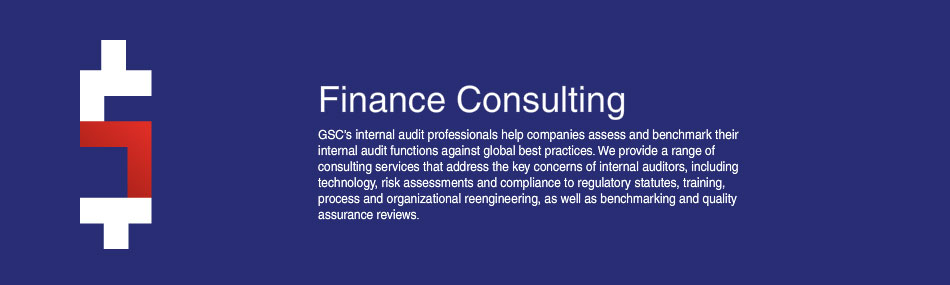 Finance Consulting
GSC's internal audit professionals help companies assess and benchmark their
internal audit functions against global best practices. We provide a range of
consulting services that address the key concerns of internal auditors, including
technology, risk assessments and compliance to regulatory statutes, training,
process and organizational reengineering, as well as benchmarking and quality
assurance reviews.